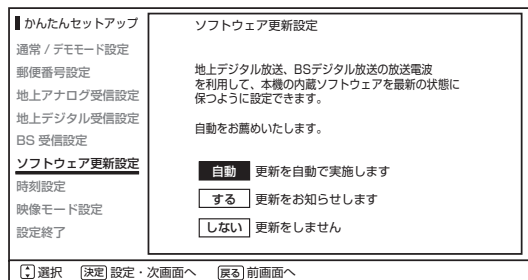 かんたんセットアップ
通常 / デモモード設定
郵便番号設定
地上アナログ受信設定
地上デジタル受信設定
BS 受信設定
ソフトウェア更新設定
時刻設定
映像モード設定
設定終了
ソフトウェア更新設定
地上デジタル放送、BSデジタル放送の放送電波
を利用して、本機の内蔵ソフトウェアを最新の状態に
保つように設定できます。
自動をお薦めいたします。
自動 更新を自動で実施します
する 更新をお知らせします
しない 更新をしません
選択 決定 設定・次画面へ 戻る 前画面へ